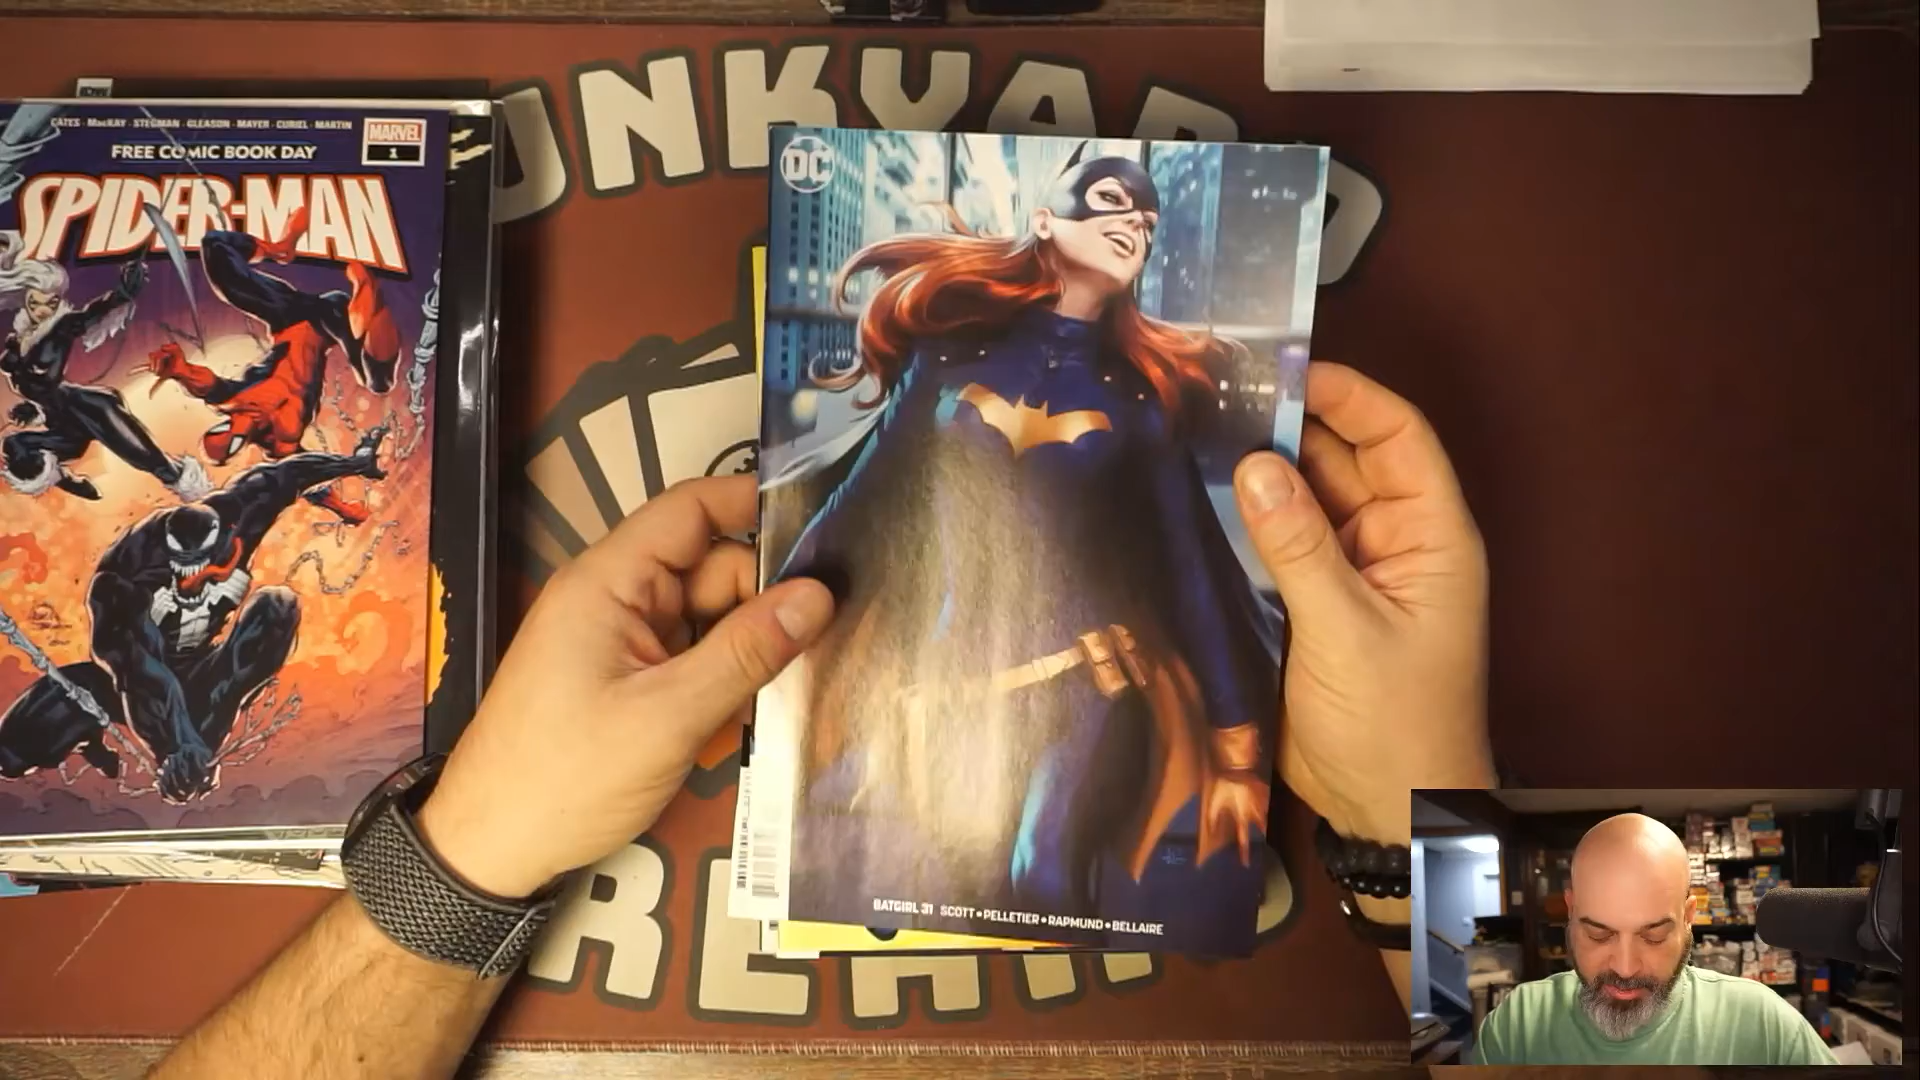 CATES • MacKAY • STEGMAN • GLEASON • MAYER • CURIEL • MARTIN
MARVEL
1
FREE COMIC BOOK DAY
SPIDER-MAN
UNKYAR
DC
BATGIRL 31 SCOTT • PELLETIER • RAPMUND • BELLAIRE